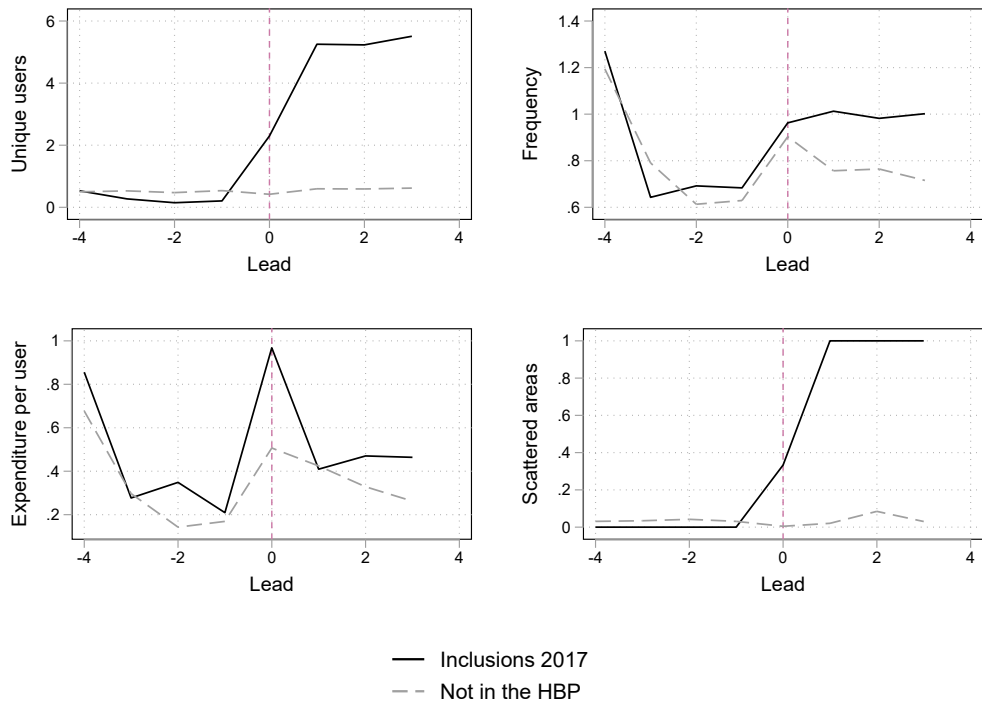 Unique users
6
4
2
0
-4 -2 0 2 4
Lead
Frequency
1.4
1.2
1
.8
.6
-4 -2 0 2 4
Lead
Expenditure per user
1
.8
.6
.4
.2
-4 -2 0 2 4
Lead
Scattered areas
1
.8
.6
.4
.2
0
-4 -2 0 2 4
Lead
Inclusions 2017
Not in the HBP